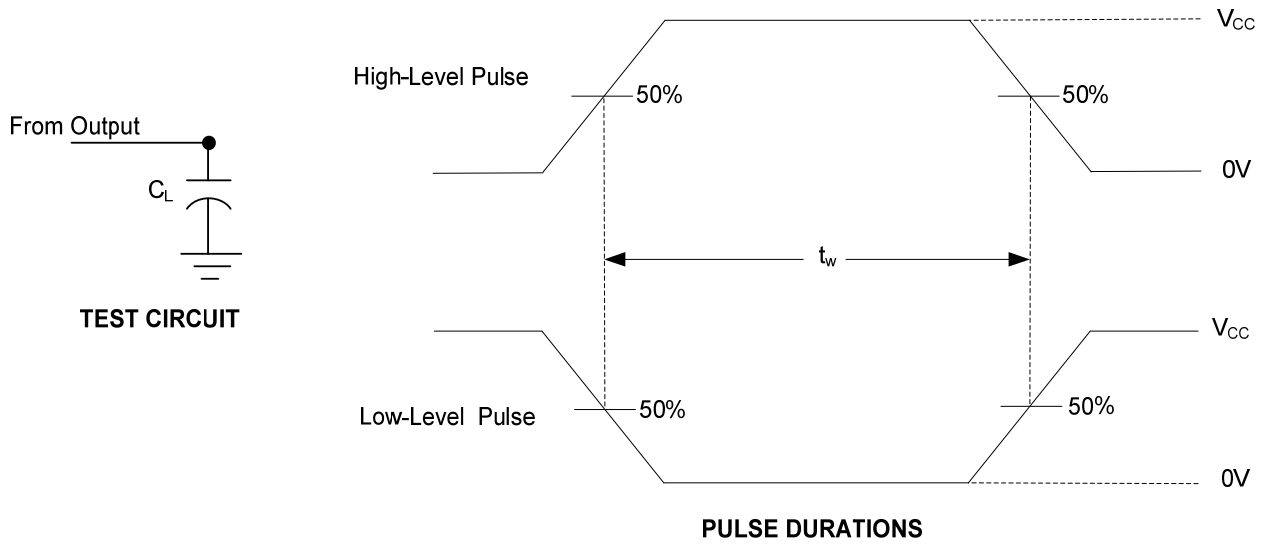 From Output
C_L
TEST CIRCUIT
V_CC
High-Level Pulse
50%
50%
0V
t_w
V_CC
Low-Level Pulse
50%
50%
0V
PULSE DURATIONS